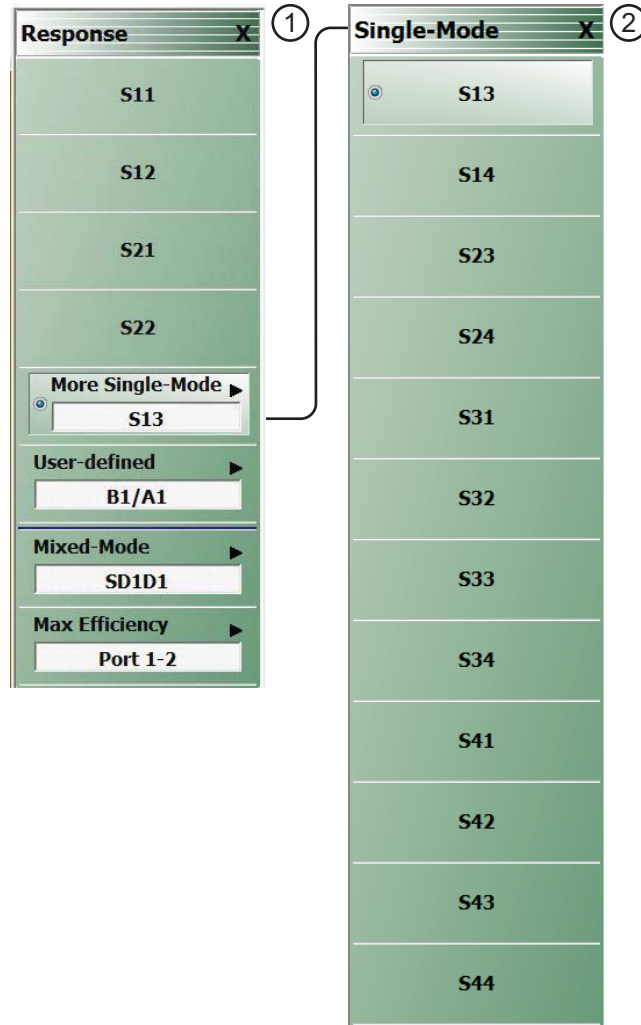 Response X
1
S11
S12
S21
S22
More Single-Mode
S13
User-defined
B1/A1
Mixed-Mode
SD1D1
Max Efficiency
Port 1-2
Single-Mode X
2
S13
S14
S23
S24
S31
S32
S33
S34
S41
S42
S43
S44